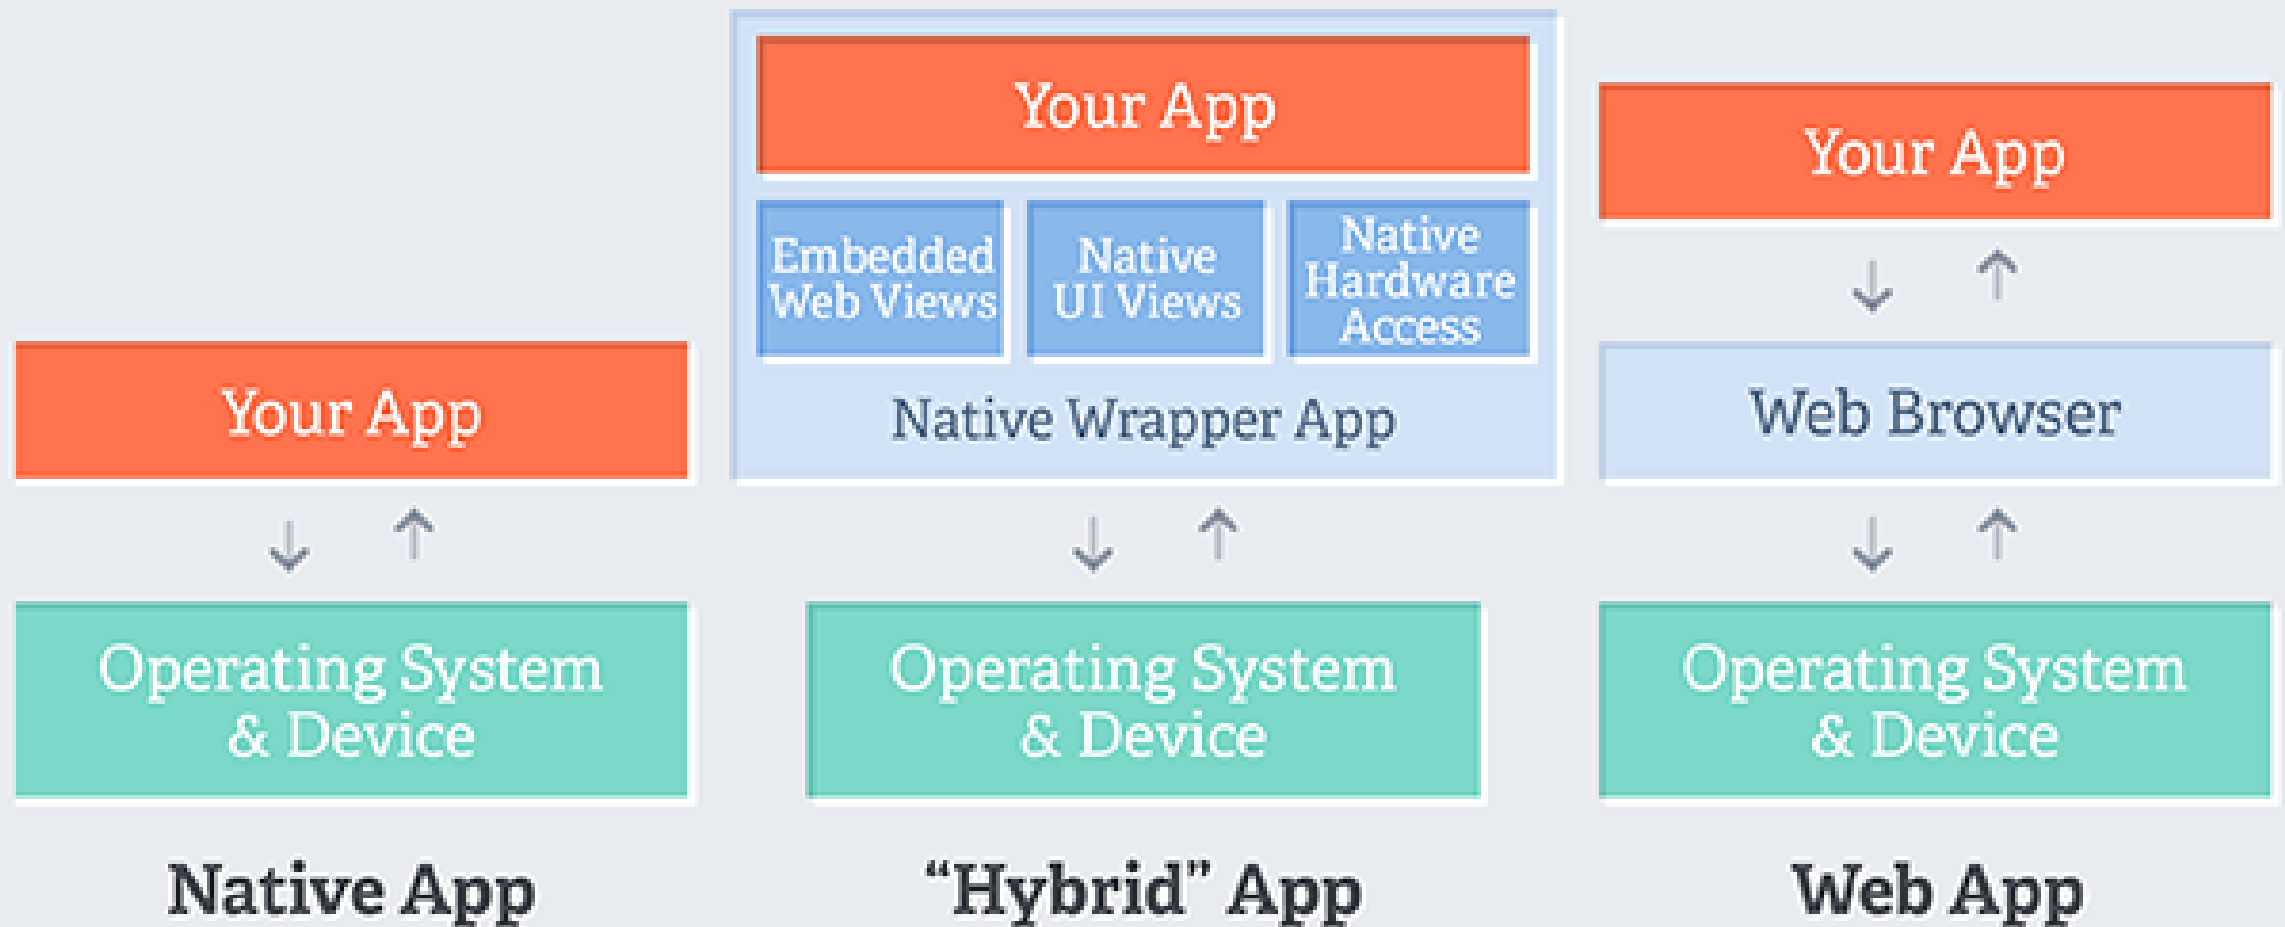 Your App
Operating System
& Device
Native App
Your App
Embedded
Web Views
Native
UI Views
Native
Hardware
Access
Native Wrapper App
Operating System
& Device
“Hybrid” App
Your App
Web Browser
Operating System
& Device
Web App